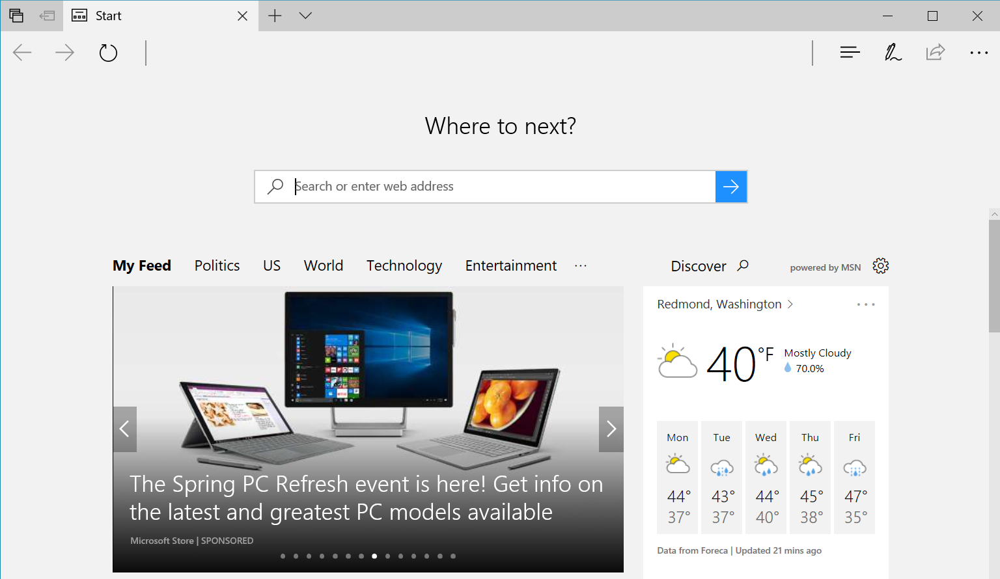 Start
Where to next?
Search or enter web address
My Feed Politics US World Technology Entertainment ...
Discover powered by MSN
Redmond, Washington
40°F
Mostly Cloudy
70.0%
Mon Tue Wed Thu Fri
44° 43° 44° 45° 47°
37° 37° 40° 38° 35°
Data from Foreca | Updated 21 mins ago
The Spring PC Refresh event is here! Get info on
the latest and greatest PC models available
Microsoft Store | SPONSORED